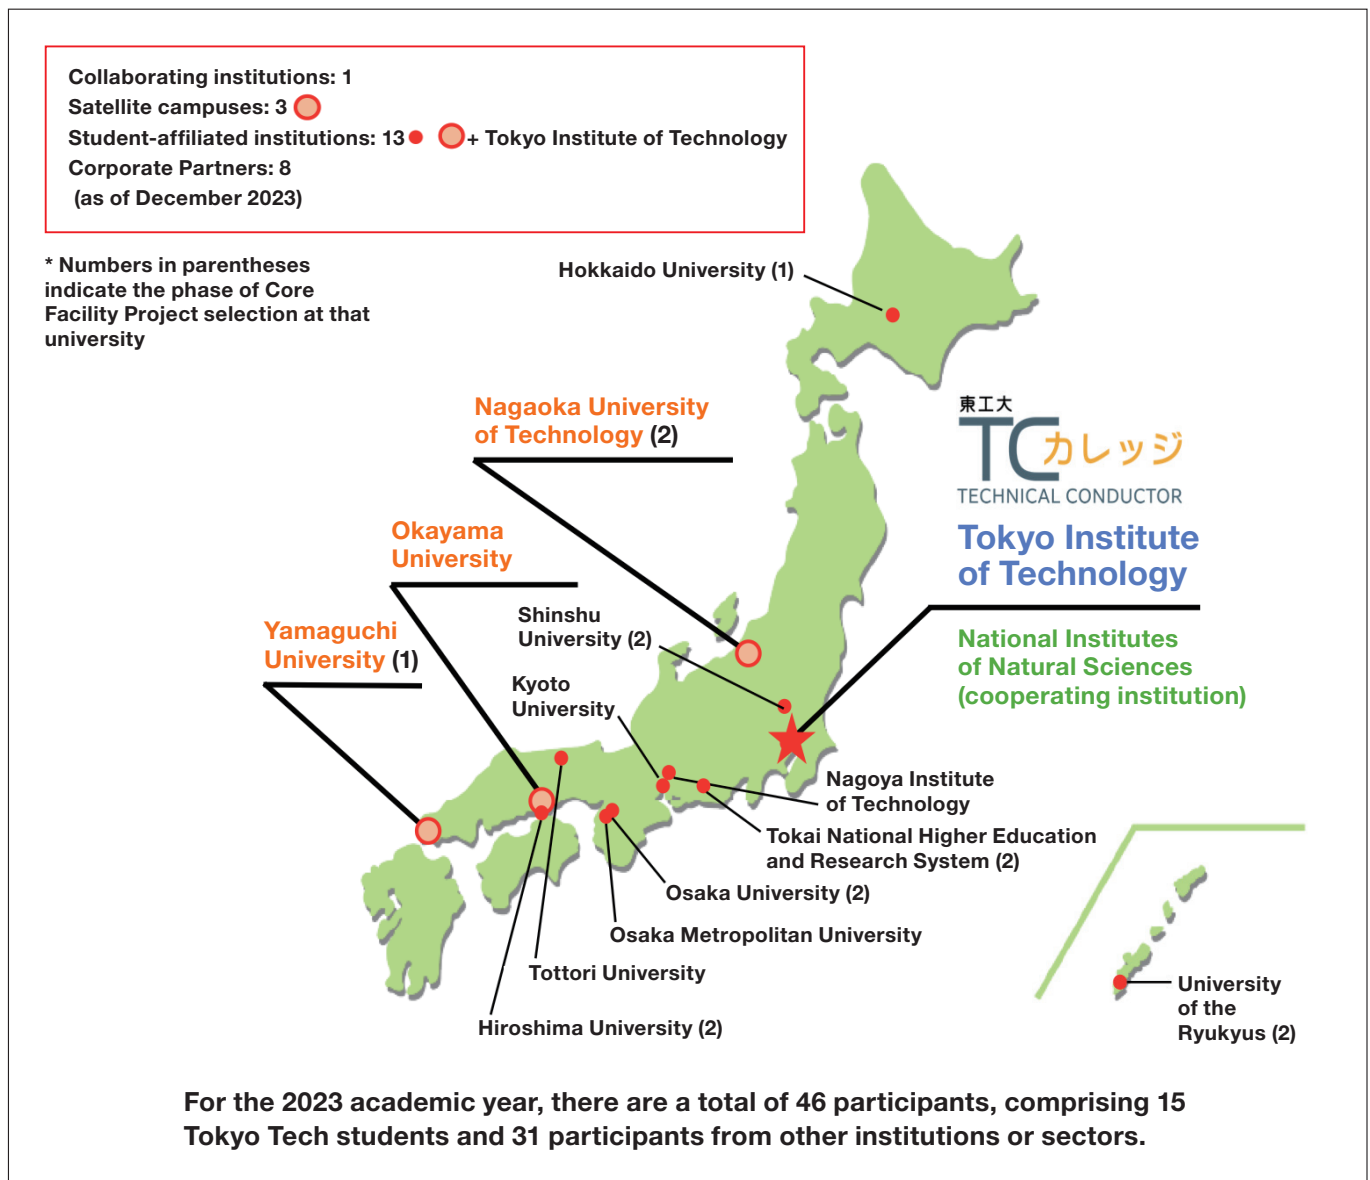 Collaborating institutions: 1
Satellite campuses: 3
Student-affiliated institutions: 13 + Tokyo Institute of Technology
Corporate Partners: 8
(as of December 2023)
* Numbers in parentheses
indicate the phase of Core
Facility Project selection at that
university
Hokkaido University (1)
Nagaoka University
of Technology (2)
東工大
TCカレッジ
TECHNICAL CONDUCTOR
Tokyo Institute
of Technology
National Institutes
of Natural Sciences
(cooperating institution)
Okayama
University
Shinshu
University (2)
Yamaguchi
University (1)
Kyoto
University
Nagoya Institute
of Technology
Tokai National Higher Education
and Research System (2)
Osaka University (2)
Osaka Metropolitan University
Tottori University
Hiroshima University (2)
University
of the
Ryukyus (2)
For the 2023 academic year, there are a total of 46 participants, comprising 15
Tokyo Tech students and 31 participants from other institutions or sectors.